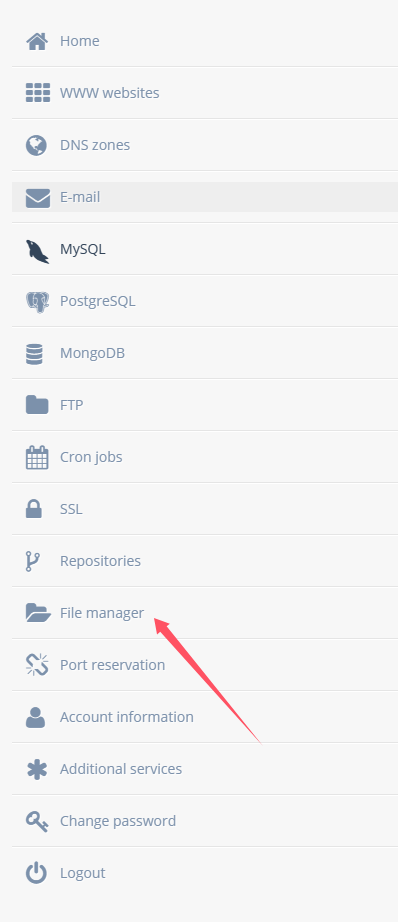 Home
WWW websites
DNS zones
E-mail
MySQL
PostgreSQL
MongoDB
FTP
Cron jobs
SSL
Repositories
File manager
Port reservation
Account information
Additional services
Change password
Logout